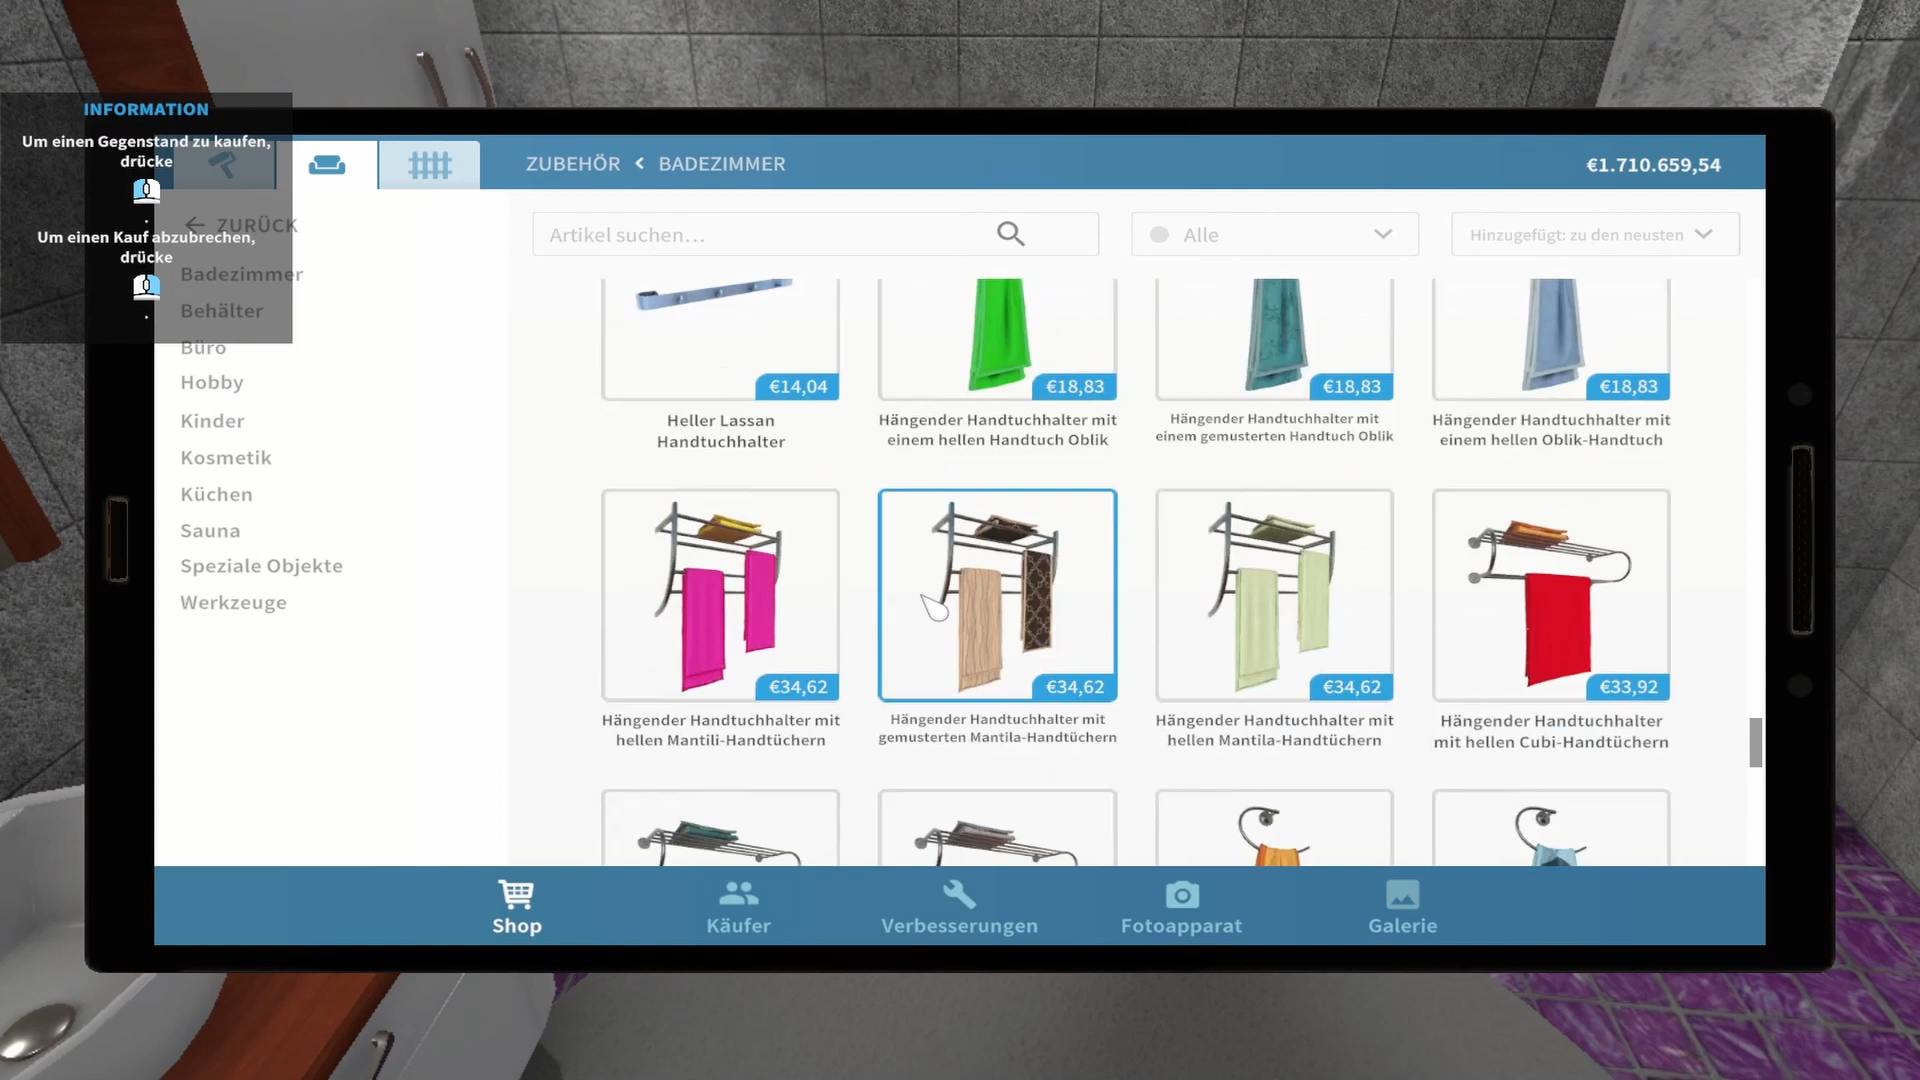 INFORMATION
Um einen Gegenstand zu kaufen,
drücke
.
Um einen Kauf abzubrechen,
drücke
.
ZUBEHÖR < BADEZIMMER
€1.710.659,54
← ZURÜCK
Badezimmer
Behälter
Büro
Hobby
Kinder
Kosmetik
Küchen
Sauna
Speziale Objekte
Werkzeuge
Artikel suchen...
Alle
Hinzugefügt: zu den neusten
€14,04
€18,83
€18,83
€18,83
Heller Lassan
Handtuchhalter
Hängender Handtuchhalter mit
einem hellen Handtuch Oblik
Hängender Handtuchhalter mit
einem gemusterten Handtuch Oblik
Hängender Handtuchhalter mit
einem hellen Oblik-Handtuch
€34,62
€34,62
€34,62
€33,92
Hängender Handtuchhalter mit
hellen Mantili-Handtüchern
Hängender Handtuchhalter mit
gemusterten Mantila-Handtüchern
Hängender Handtuchhalter mit
hellen Mantila-Handtüchern
Hängender Handtuchhalter
mit hellen Cubi-Handtüchern
Shop
Käufer
Verbesserungen
Fotoapparat
Galerie